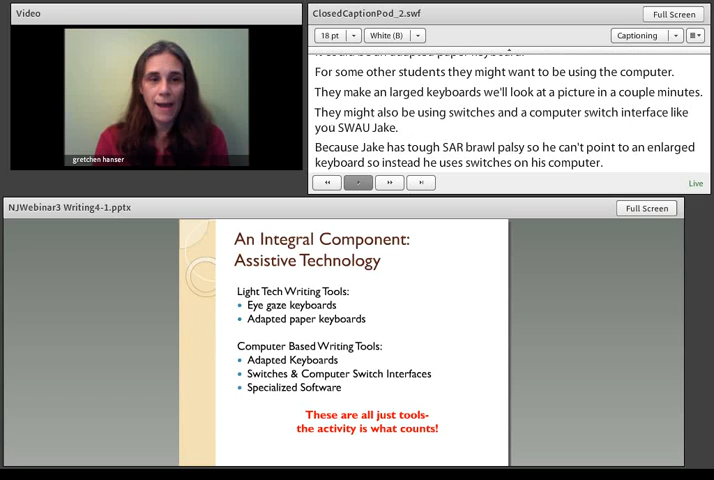 Video
gretchen hanser
ClosedCaptionPod_2.swf
Full Screen
18 pt
White (B)
Captioning
For some other students they might want to be using the computer.
They make an larged keyboards we'll look at a picture in a couple minutes.
They might also be using switches and a computer switch interface like
you SWAU Jake.
Because Jake has tough SAR brawl palsy so he can't point to an enlarged
keyboard so instead he uses switches on his computer.
Live
NJWebinar3 Writing4-1.pptx
Full Screen
An Integral Component:
Assistive Technology
Light Tech Writing Tools:
• Eye gaze keyboards
• Adapted paper keyboards
Computer Based Writing Tools:
• Adapted Keyboards
• Switches & Computer Switch Interfaces
• Specialized Software
These are all just tools-
the activity is what counts!